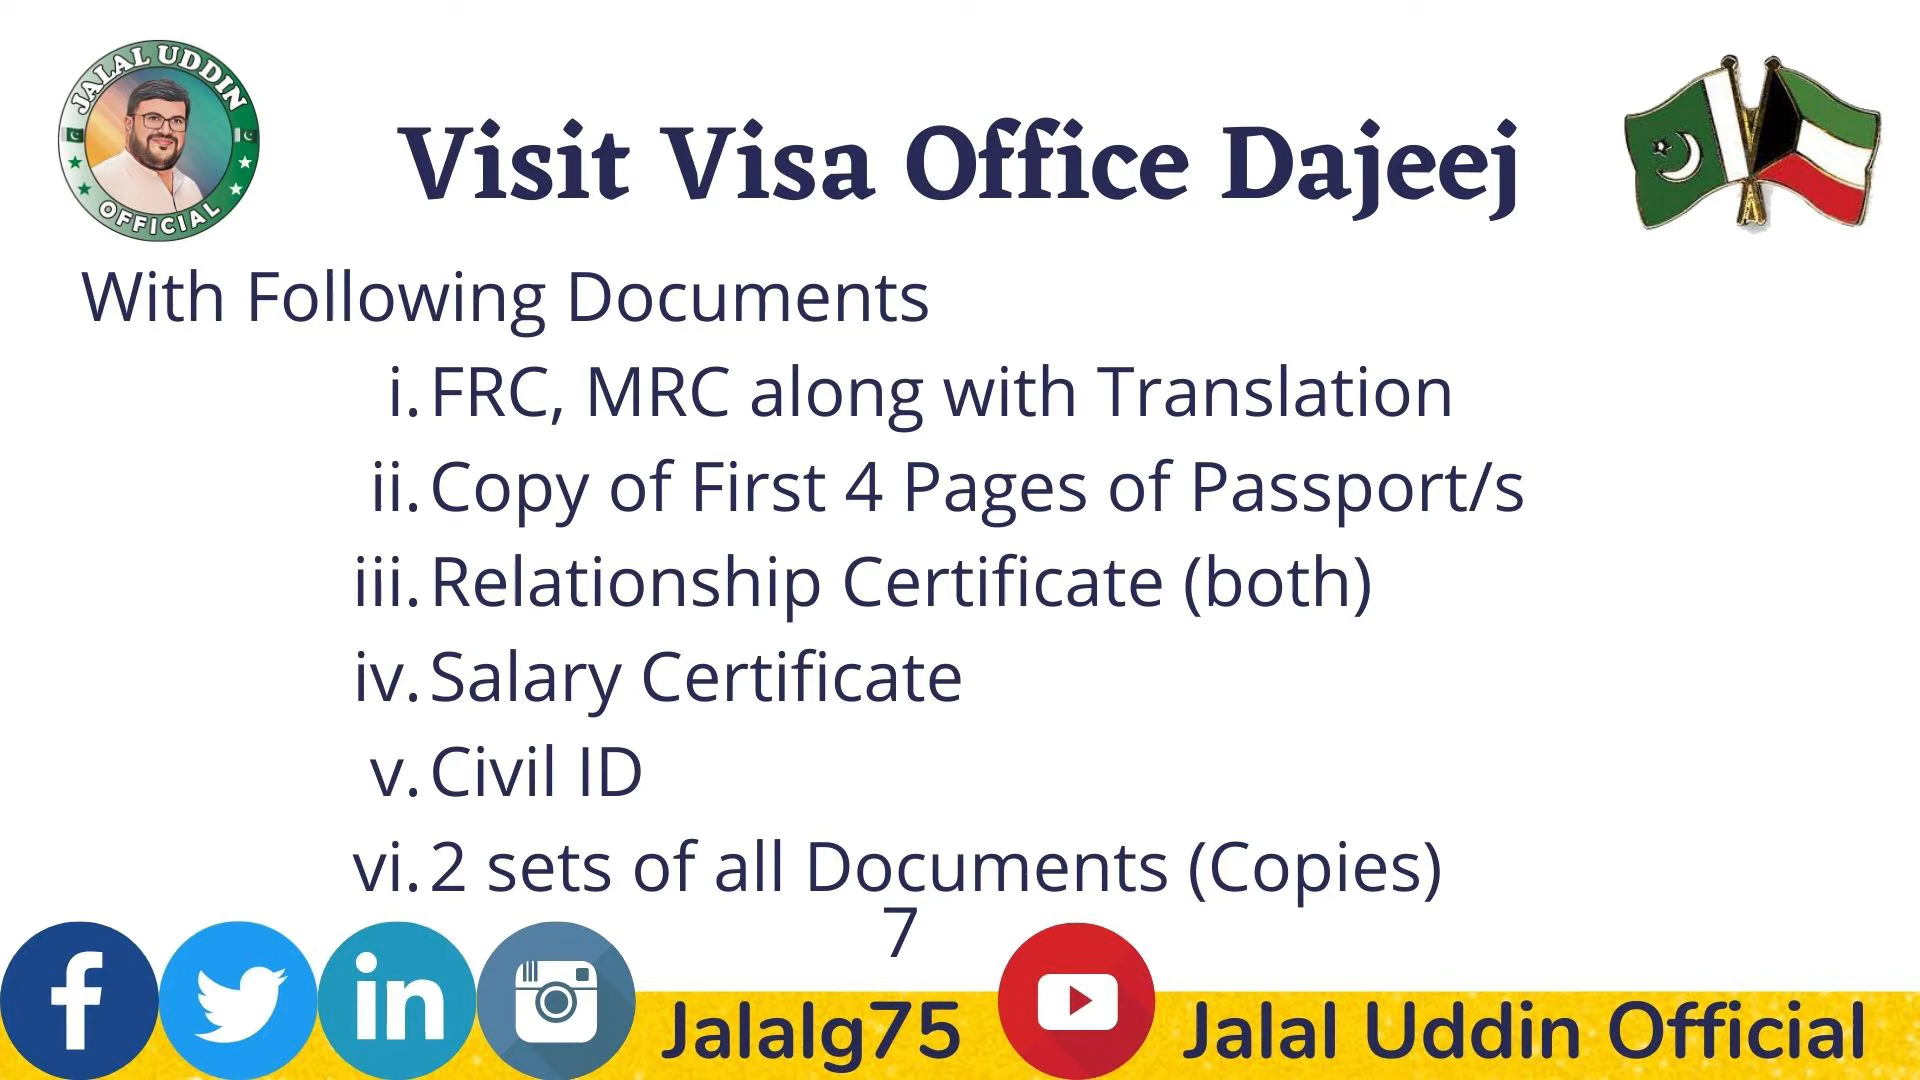 JALAL UDDIN
OFFICIAL
Visit Visa Office Dajeej
With Following Documents
i. FRC, MRC along with Translation
ii. Copy of First 4 Pages of Passport/s
iii. Relationship Certificate (both)
iv. Salary Certificate
v. Civil ID
vi. 2 sets of all Documents (Copies)
7
Jalalg75
Jalal Uddin Official